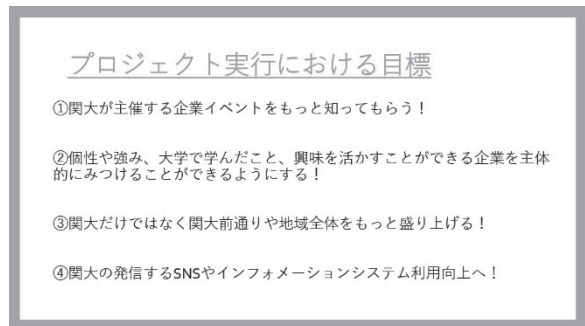 プロジェクト実行における目標
①関大が主催する企業イベントをもっと知ってもらう！
②個性や強み、大学で学んだこと、興味を活かすことができる企業を主体
的にみつけることができるようにする！
③関大だけではなく関大前通りや地域全体をもっと盛り上げる！
④関大の発信するSNSやインフォメーションシステム利用向上へ！